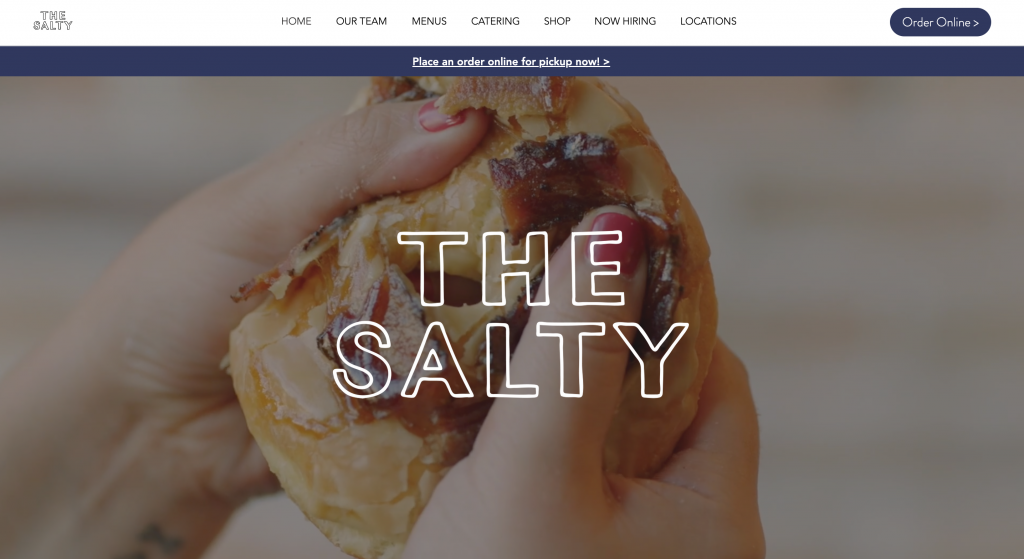 THE
SALTY
HOME
OUR TEAM
MENUS
CATERING
SHOP
NOW HIRING
LOCATIONS
Order Online >
Place an order online for pickup now! >
THE
SALTY